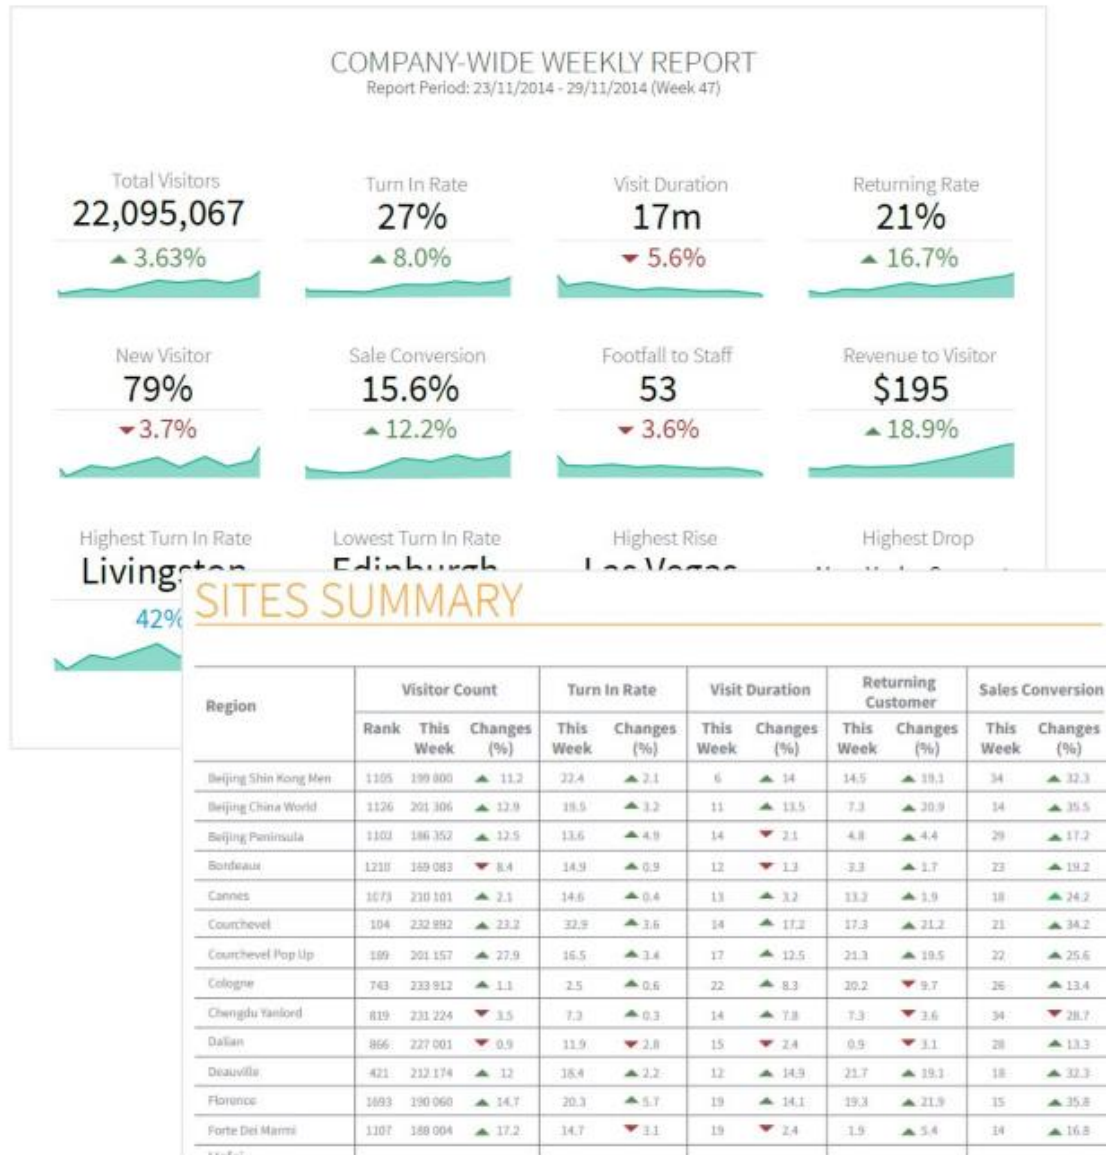 COMPANY-WIDE WEEKLY REPORT
Report Period: 23/11/2014 - 29/11/2014 (Week 47)
Total Visitors Turn In Rate Visit Duration Returning Rate
22,095,067 27% 17m 21%
▲ 3.63% ▲ 8.0% ▼ 5.6% ▲ 16.7%
New Visitor Sale Conversion Footfall to Staff Revenue to Visitor
79% 15.6% 53 $195
▼ 3.7% ▲ 12.2% ▼ 3.6% ▲ 18.9%
Highest Turn In Rate Lowest Turn In Rate Highest Rise Highest Drop
Livingston Edinburgh Las Vegas
42%
SITES SUMMARY
Region Visitor Count Turn In Rate Visit Duration Returning Customer Sales Conversion
Rank This Week Changes (%) This Week Changes (%) This Week Changes (%) This Week Changes (%) This Week Changes (%)
Beijing Shin Kong Men 1105 199 800 ▲ 11.2 22.4 ▲ 2.1 6 ▲ 14 14.5 ▲ 19.1 34 ▲ 32.3
Beijing China World 1126 201 306 ▲ 12.9 19.5 ▲ 3.2 11 ▲ 13.5 7.3 ▲ 20.9 14 ▲ 35.5
Beijing Peninsula 1103 186 352 ▲ 12.5 13.6 ▲ 4.9 14 ▼ 2.1 4.8 ▲ 4.4 29 ▲ 17.2
Bordeaux 1210 169 083 ▼ 8.4 14.9 ▲ 0.9 12 ▼ 1.3 3.3 ▲ 1.7 23 ▲ 19.2
Cannes 1073 210 101 ▲ 2.1 14.6 ▲ 0.4 13 ▲ 3.2 13.2 ▲ 1.9 18 ▲ 24.2
Courchevel 104 232 892 ▲ 23.2 32.9 ▲ 3.6 14 ▲ 17.2 17.3 ▲ 21.2 21 ▲ 34.2
Courchevel Pop Up 189 201 157 ▲ 27.9 16.5 ▲ 3.4 17 ▲ 12.5 21.3 ▲ 19.5 22 ▲ 25.6
Cologne 743 233 912 ▲ 1.1 2.5 ▲ 0.6 22 ▲ 8.3 20.2 ▼ 9.7 26 ▲ 13.4
Chengdu Yanlord 819 231 224 ▼ 3.5 7.3 ▲ 0.3 14 ▲ 7.8 7.3 ▼ 3.6 34 ▼ 28.7
Dalian 866 227 001 ▼ 0.9 11.9 ▼ 2.8 15 ▼ 2.4 0.9 ▼ 3.1 28 ▲ 13.3
Deauville 421 212 174 ▲ 12 18.4 ▲ 2.2 12 ▲ 14.9 21.7 ▲ 19.1 18 ▲ 32.3
Florence 1693 190 060 ▲ 14.7 20.3 ▲ 5.7 19 ▲ 14.1 19.3 ▲ 21.9 15 ▲ 35.8
Forte Dei Marmi 1107 188 004 ▲ 17.2 14.7 ▼ 3.1 19 ▼ 2.4 1.9 ▲ 5.4 14 ▲ 16.8